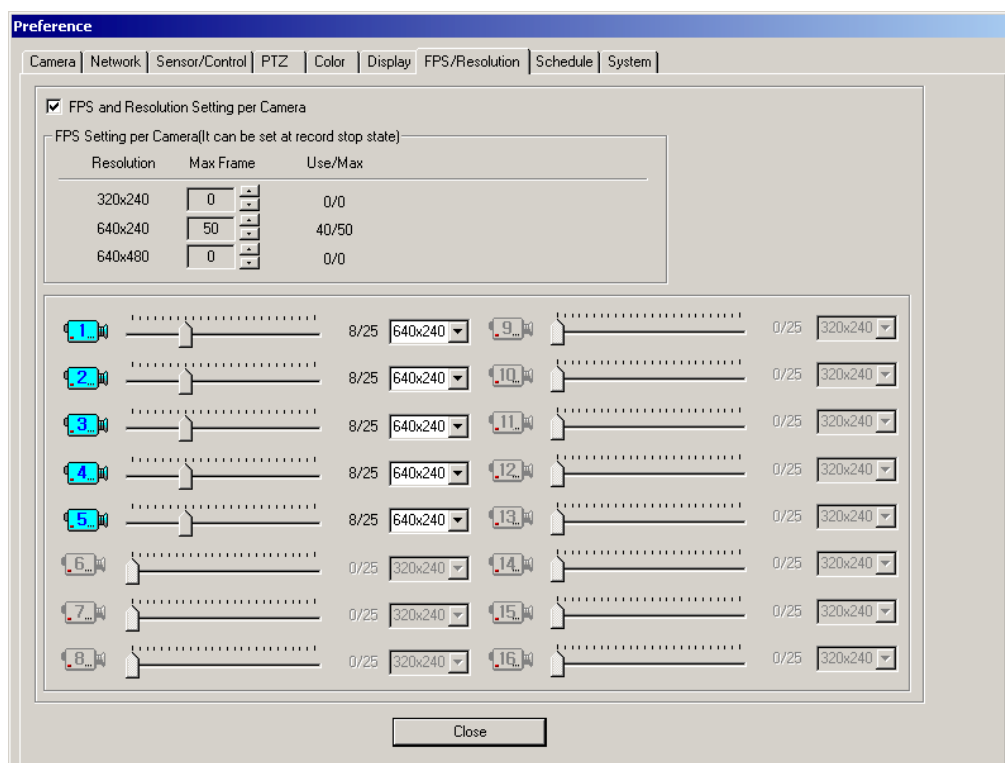 Preference
Camera Network Sensor/Control PTZ Color Display FPS/Resolution Schedule System
FPS and Resolution Setting per Camera
FPS Setting per Camera(It can be set at record stop state)
Resolution Max Frame Use/Max
320x240 0 0/0
640x240 50 40/50
640x480 0 0/0
1... 8/25 640x240 9... 0/25 320x240
2... 8/25 640x240 10... 0/25 320x240
3... 8/25 640x240 11... 0/25 320x240
4... 8/25 640x240 12... 0/25 320x240
5... 8/25 640x240 13... 0/25 320x240
6... 0/25 320x240 14... 0/25 320x240
7... 0/25 320x240 15... 0/25 320x240
8... 0/25 320x240 16... 0/25 320x240
Close